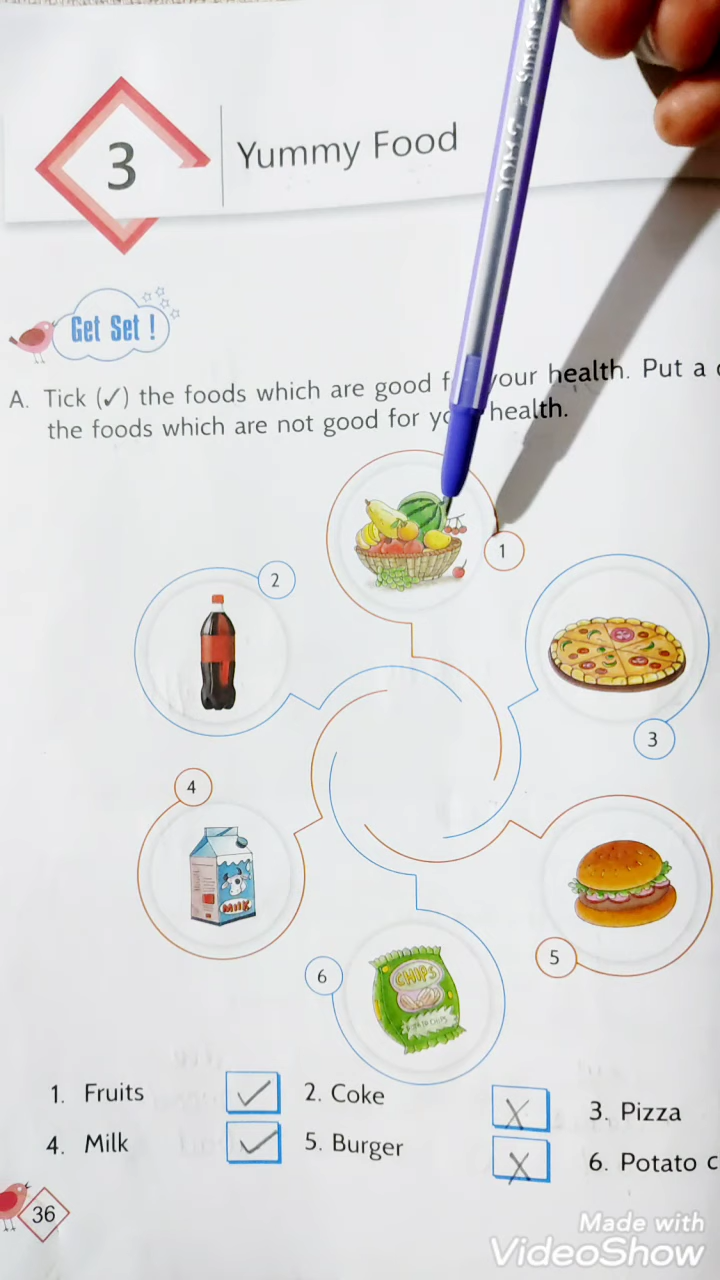 3
Yummy Food
Get Set !
A. Tick (✓) the foods which are good your health. Put a
the foods which are not good for health.
1
2
3
4
MILK
5
6
CHIPS
1. Fruits ✓ 2. Coke X 3. Pizza
4. Milk ✓ 5. Burger X 6. Potato
36
Made with
VideoShow